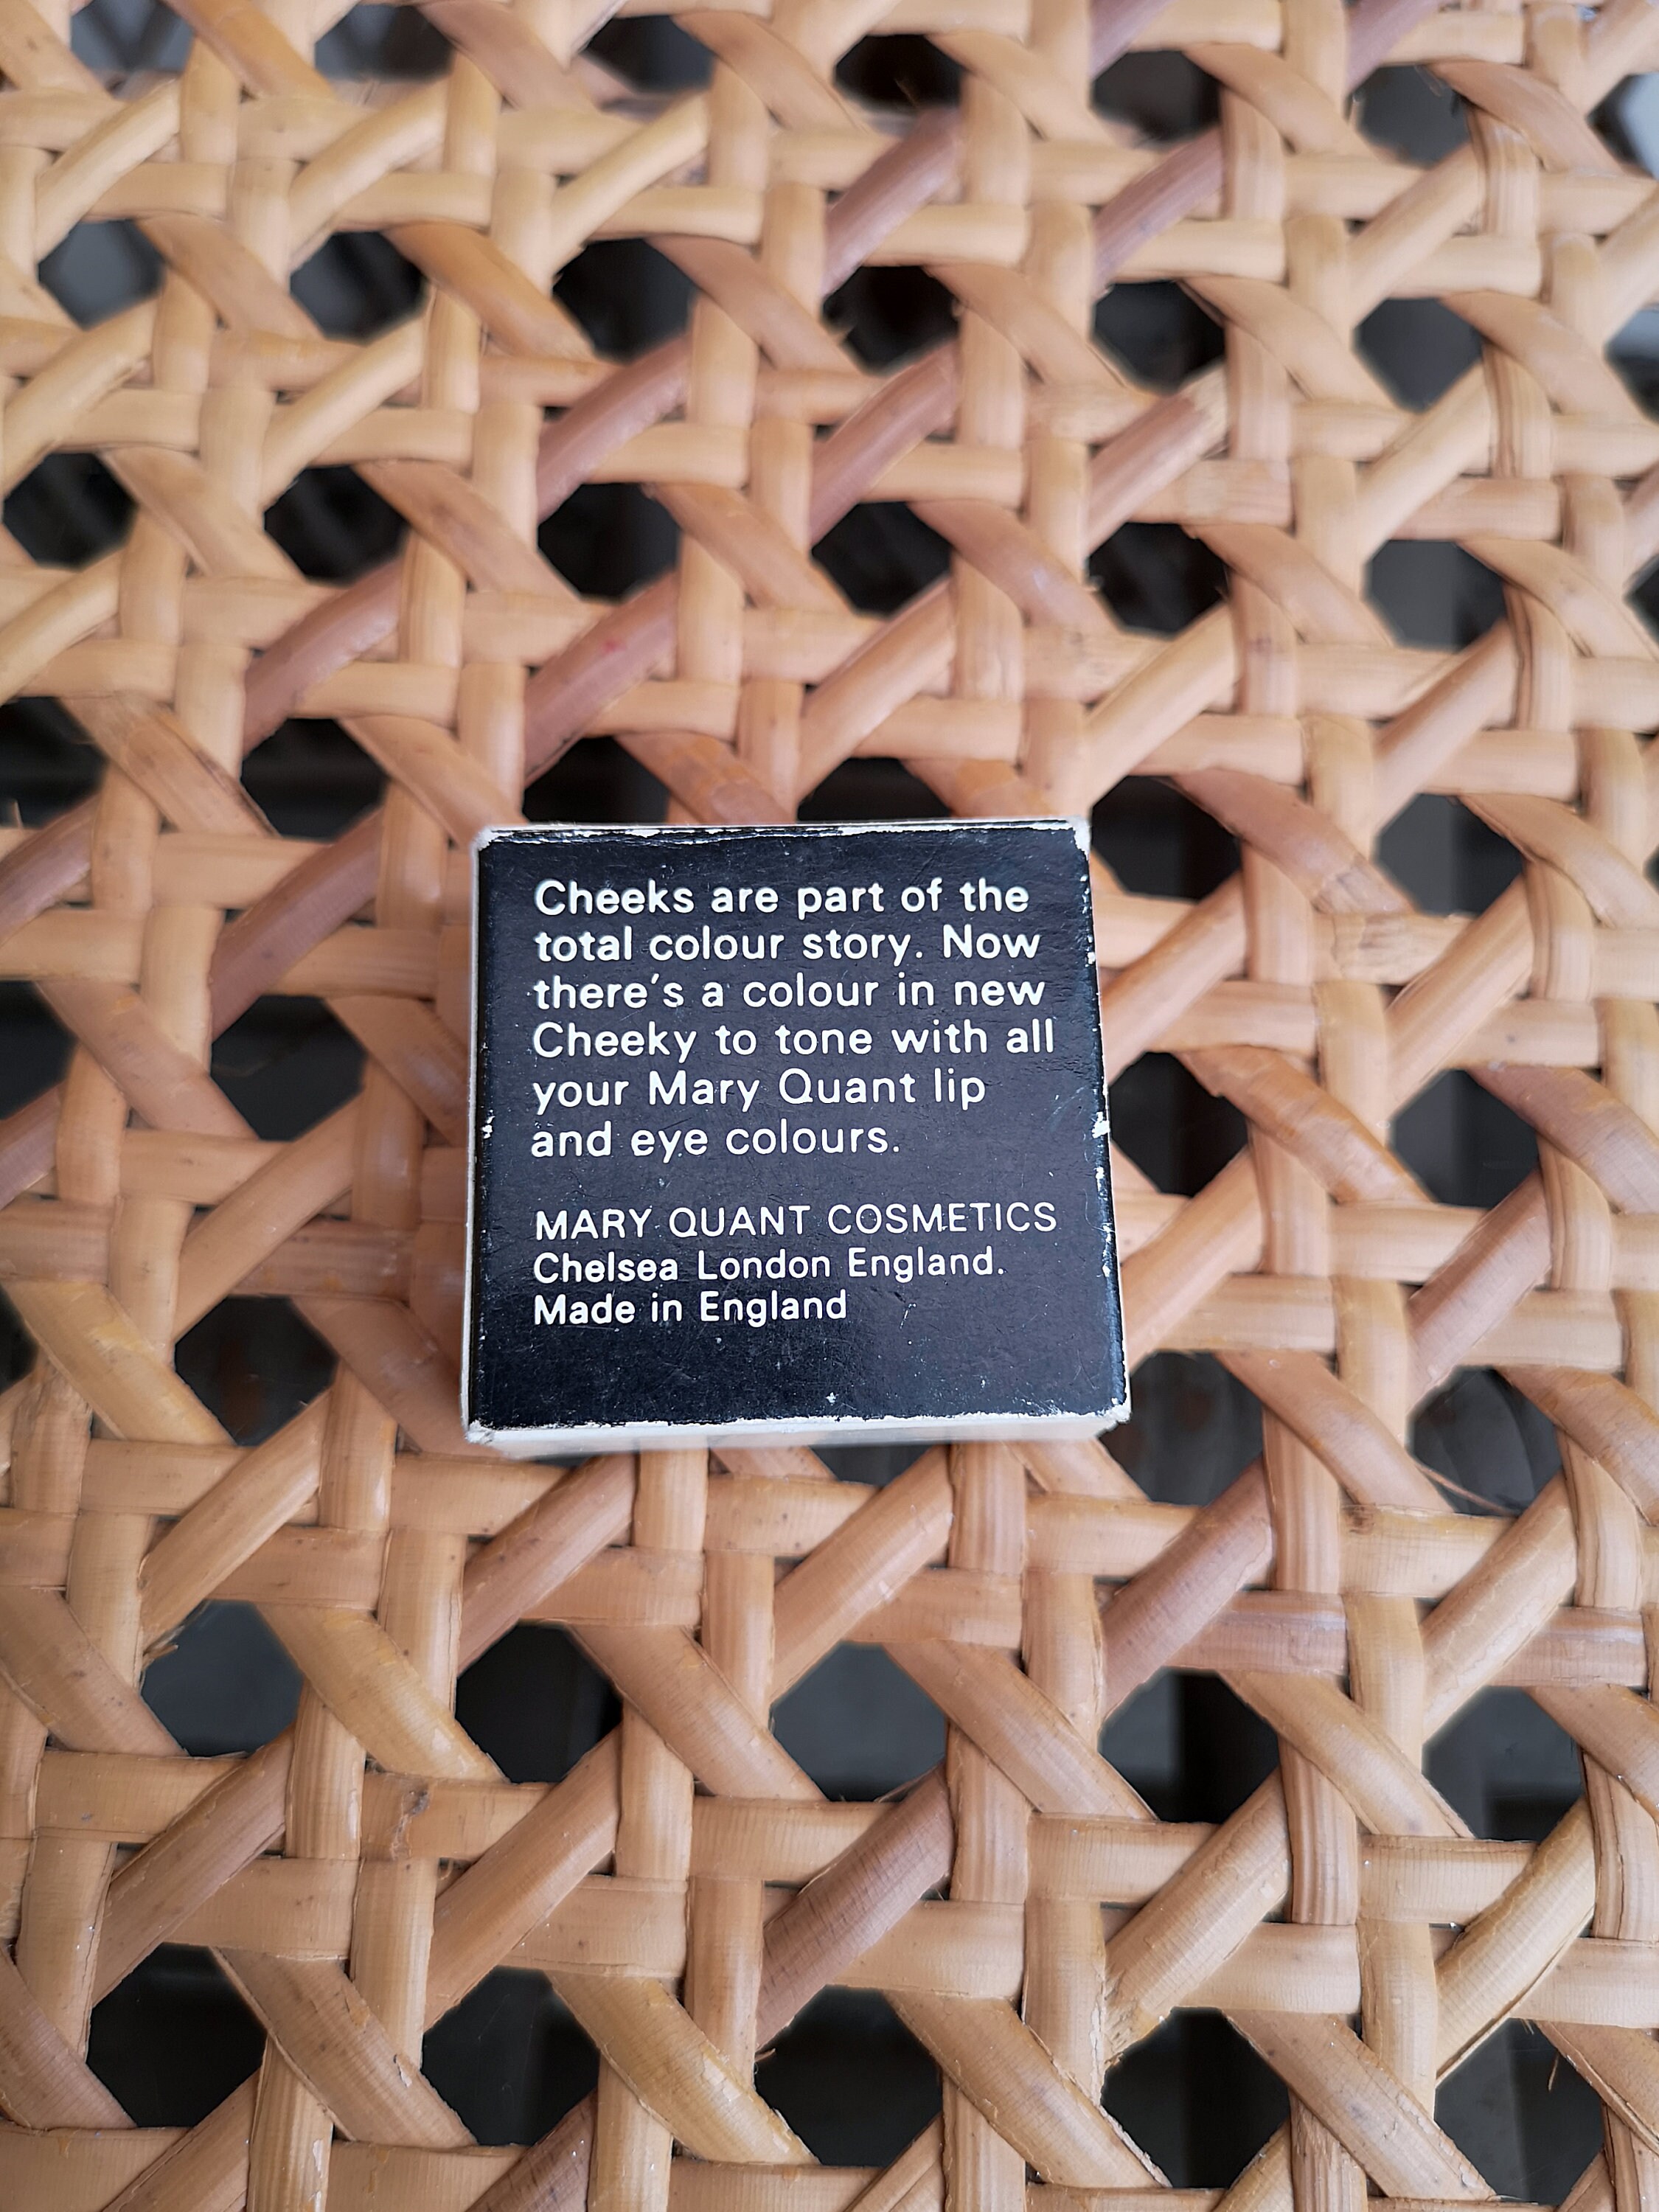 Cheeks are part of the
total colour story. Now
there's a colour in new
Cheeky to tone with all
your Mary Quant lip
and eye colours.
MARY QUANT COSMETICS
Chelsea London England.
Made in England